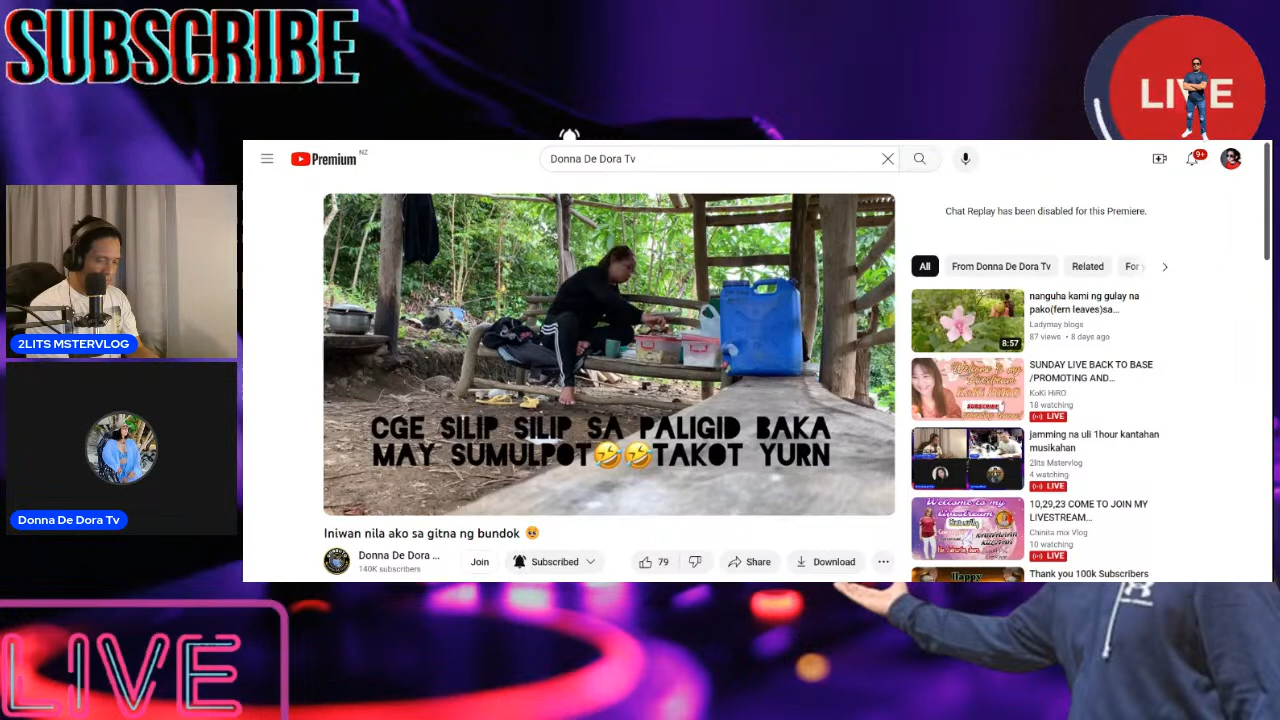 SUBSCRIBE
LIVE
Premium NZ
Donna De Dora Tv
9+
2LITS MSTERVLOG
Donna De Dora Tv
CGE SILIP SILIP SA PALIGID BAKA
MAY SUMULPOT🤣🤣TAKOT YURN
Iniwan nila ako sa gitna ng bundok 🥺
Donna De Dora ...
140K subscribers
Join
Subscribed
79
Share
Download
Chat Replay has been disabled for this Premiere.
All
From Donna De Dora Tv
Related
For
8:57
nanguha kami ng gulay na
pako(fern leaves)sa...
Ladymay blogs
87 views • 8 days ago
SUNDAY LIVE BACK TO BASE
/PROMOTING AND...
KoKi HiRO
18 watching
LIVE
jamming na uli 1hour kantahan
musikahan
2lits Mstervlog
4 watching
LIVE
10,29,23 COME TO JOIN MY
LIVESTREAM...
Chinita mix Vlog
10 watching
LIVE
Thank you 100k Subscribers
LIVE